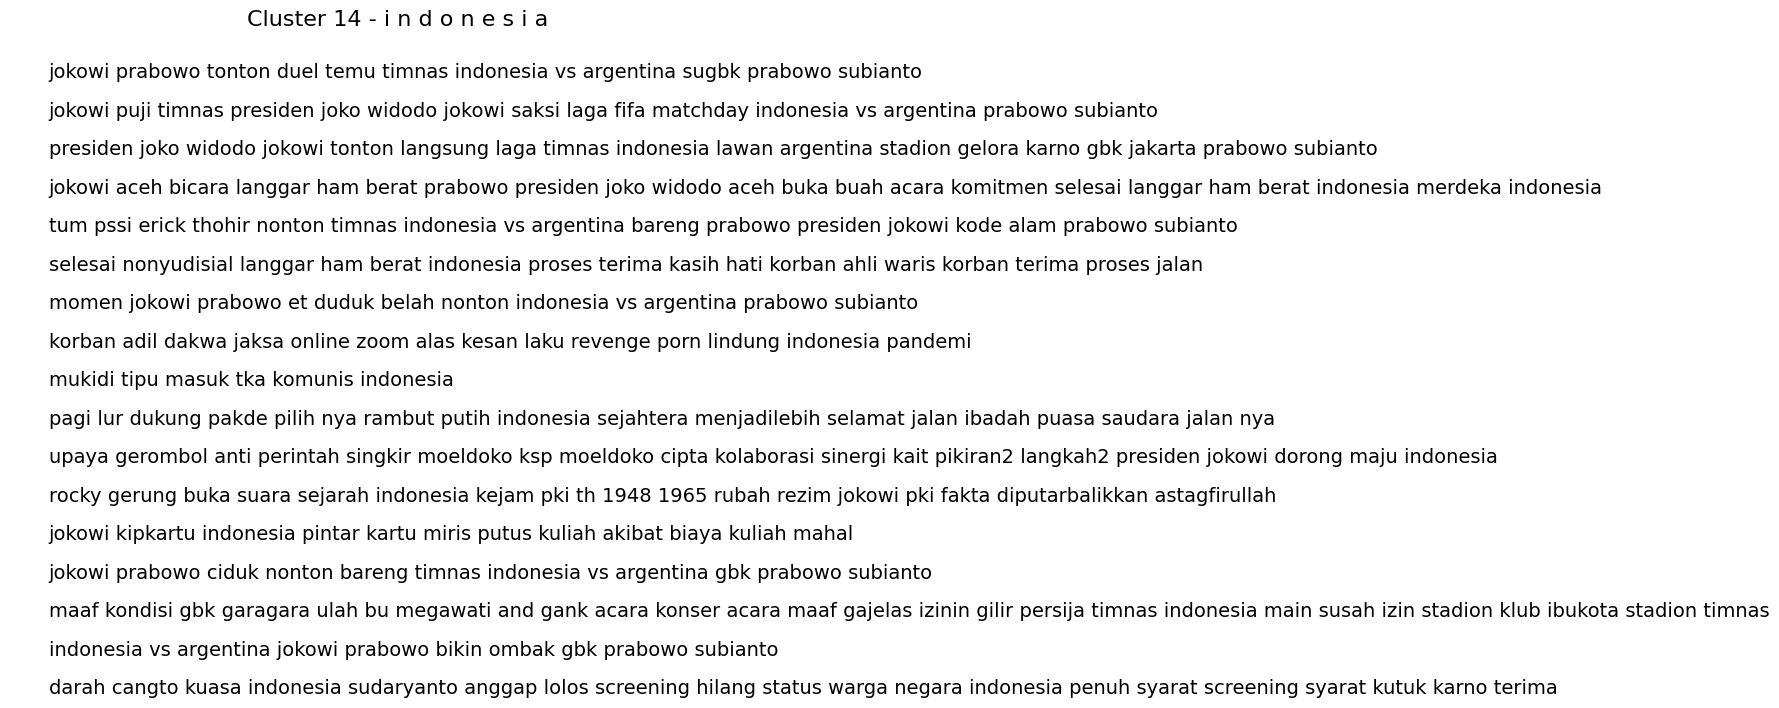 Cluster 14 - i n d o n e s i a
jokowi prabowo tonton duel temu timnas indonesia vs argentina sugbk prabowo subianto
jokowi puji timnas presiden joko widodo jokowi saksi laga fifa matchday indonesia vs argentina prabowo subianto
presiden joko widodo jokowi tonton langsung laga timnas indonesia lawan argentina stadion gelora karno gbk jakarta prabowo subianto
jokowi aceh bicara langgar ham berat prabowo presiden joko widodo aceh buka buah acara komitmen selesai langgar ham berat indonesia merdeka indonesia
tum pssi erick thohir nonton timnas indonesia vs argentina bareng prabowo presiden jokowi kode alam prabowo subianto
selesai nonyudisial langgar ham berat indonesia proses terima kasih hati korban ahli waris korban terima proses jalan
momen jokowi prabowo et duduk belah nonton indonesia vs argentina prabowo subianto
korban adil dakwa jaksa online zoom alas kesan laku revenge porn lindung indonesia pandemi
mukidi tipu masuk tka komunis indonesia
pagi lur dukung pakde pilih nya rambut putih indonesia sejahtera menjadilebih selamat jalan ibadah puasa saudara jalan nya
upaya gerombol anti perintah singkir moeldoko ksp moeldoko cipta kolaborasi sinergi kait pikiran2 langkah2 presiden jokowi dorong maju indonesia
rocky gerung buka suara sejarah indonesia kejam pki th 1948 1965 rubah rezim jokowi pki fakta diputarbalikkan astagfirullah
jokowi kipkartu indonesia pintar kartu miris putus kuliah akibat biaya kuliah mahal
jokowi prabowo ciduk nonton bareng timnas indonesia vs argentina gbk prabowo subianto
maaf kondisi gbk garagara ulah bu megawati and gank acara konser acara maaf gajelas izinin gilir persija timnas indonesia main susah izin stadion klub ibukota stadion timnas
indonesia vs argentina jokowi prabowo bikin ombak gbk prabowo subianto
darah cangto kuasa indonesia sudaryanto anggap lolos screening hilang status warga negara indonesia penuh syarat screening syarat kutuk karno terima